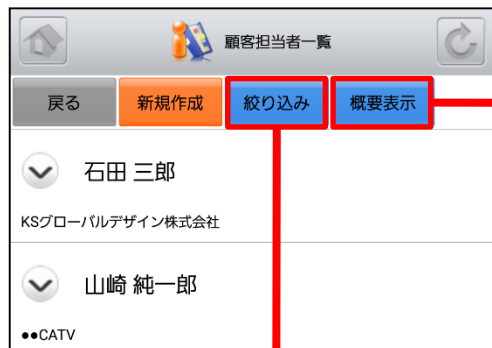 顧客担当者一覧
戻る 新規作成 絞り込み 概要表示
石田 三郎
KSグローバルデザイン株式会社
山崎 純一郎
●●CATV